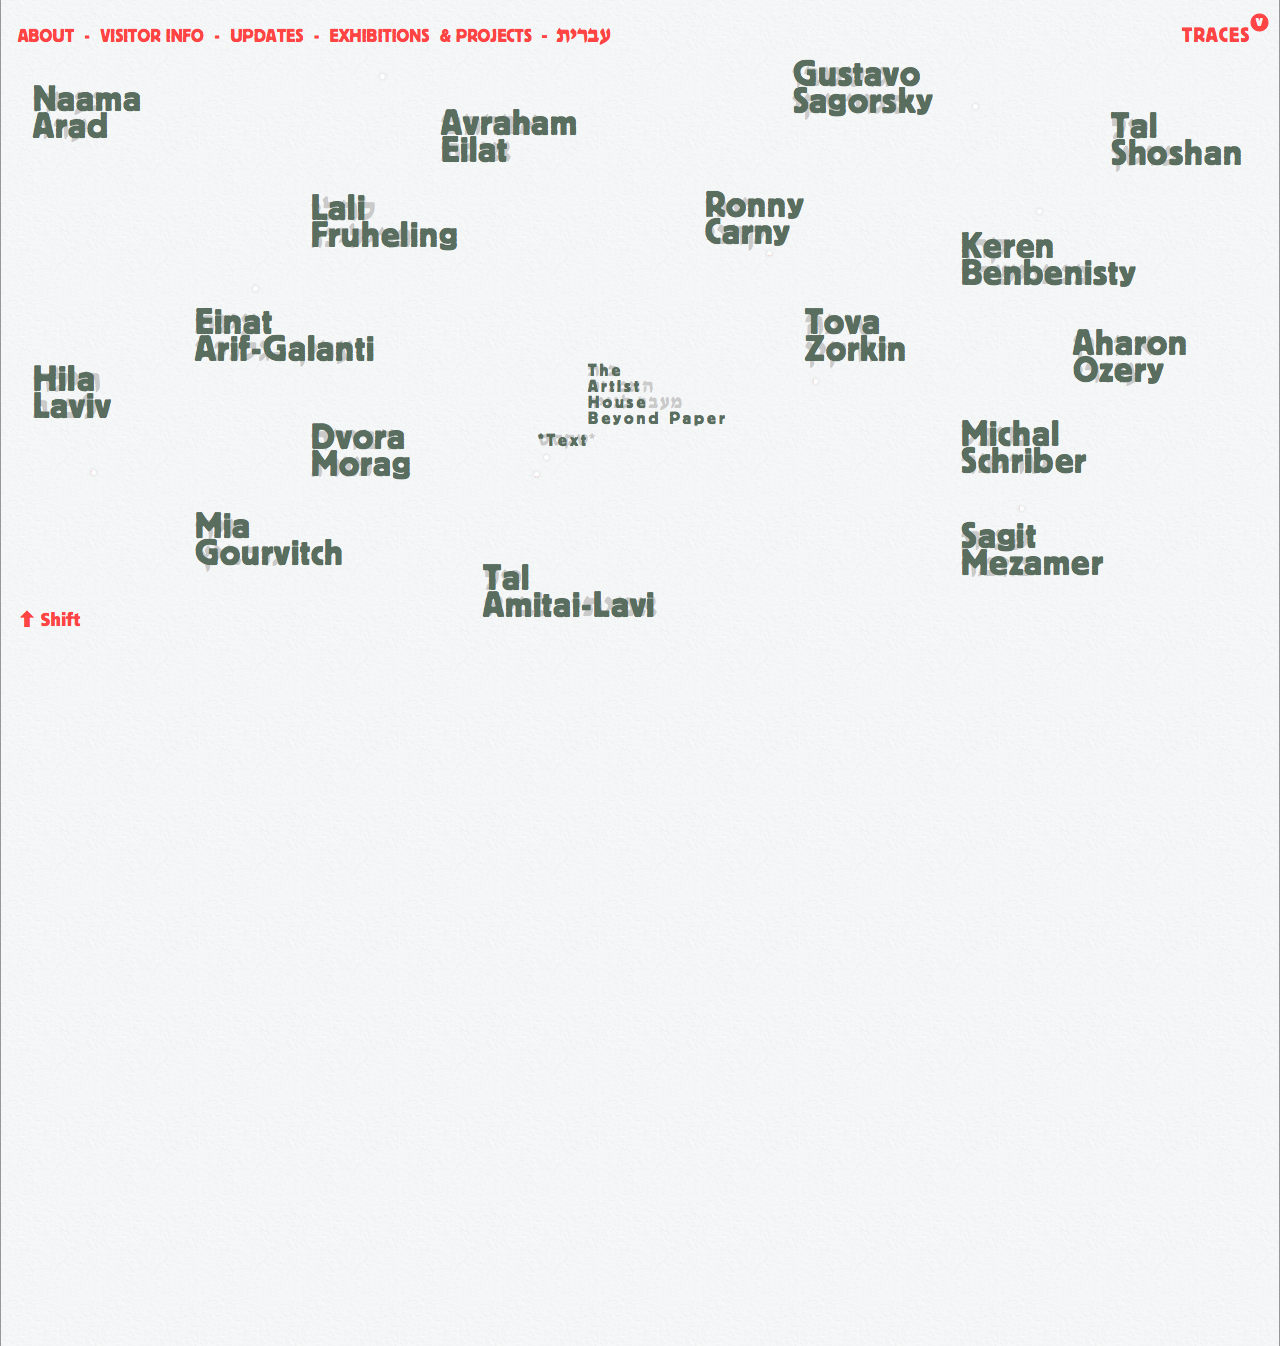 ABOUT - VISITOR INFO - UPDATES - EXHIBITIONS & PROJECTS - עברית
TRACES V
Gustavo
Sagorsky
Naama
Arad
Avraham
Eilat
Tal
Shoshan
Lali
Fruheling
Ronny
Carny
Keren
Benbenisty
Einat
Arif-Galanti
Tova
Zorkin
Aharon
Ozery
Hila
Laviv
The
Artist
House
Beyond Paper
*Text
Dvora
Morag
Michal
Schriber
Mia
Gourvitch
Sagit
Mezamer
Tal
Amitai-Lavi
⬆ Shift